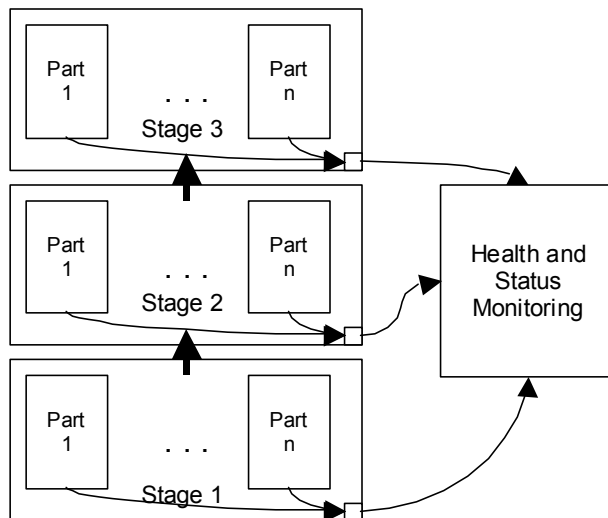 Part
1
. . .
Part
n
Stage 3
Part
1
. . .
Part
n
Stage 2
Health and
Status
Monitoring
Part
1
. . .
Part
n
Stage 1